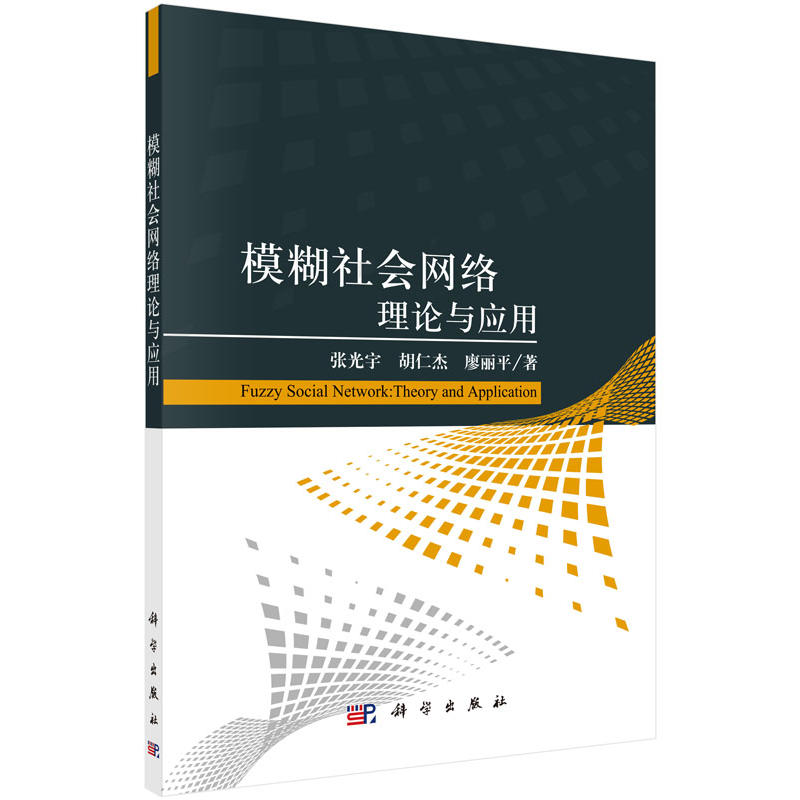 模糊社会网络理论与应用
科学出版社
模糊社会网络
理论与应用
张光宇 胡仁杰 廖丽平/著
Fuzzy Social Network:Theory and Application
科学出版社